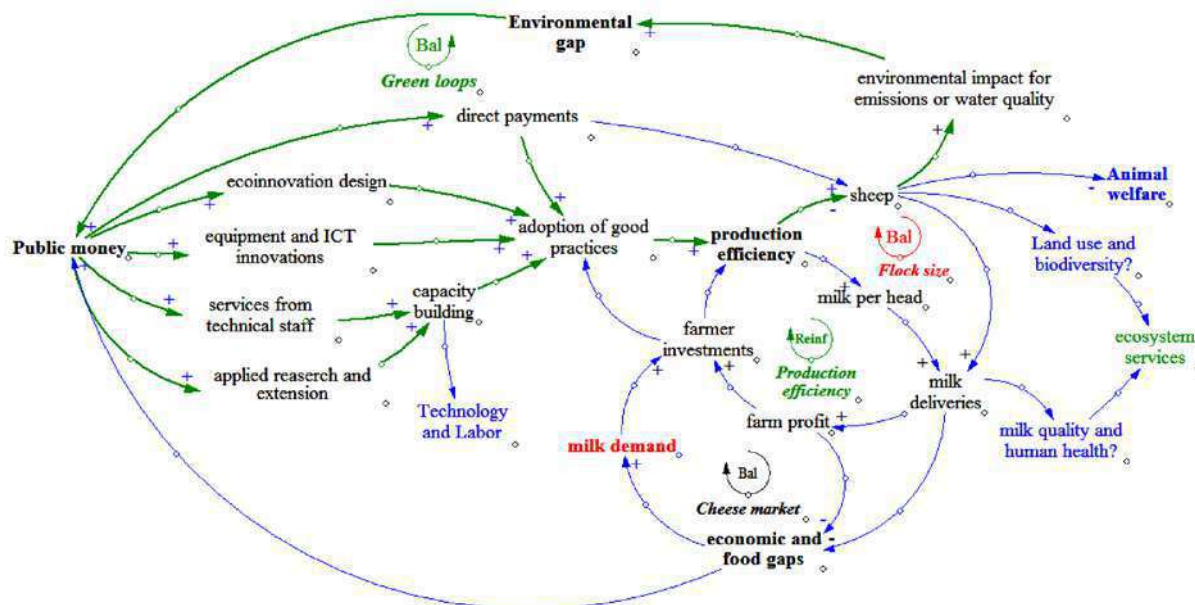 Environmental
gap
Bal
Green loops
environmental impact for
emissions or water quality
direct payments
ecoinnovation design
sheep
Animal
welfare
Public money
equipment and ICT
innovations
adoption of good
practices
production
efficiency
Bal
Flock size
Land use and
biodiversity?
services from
technical staff
capacity
building
milk per head
farmer
investments
Reinf
Production
efficiency
ecosystem
services
applied reaserch and
extension
Technology
and Labor
milk
deliveries
farm profit
milk quality and
human health?
milk demand
Bal
Cheese market
economic and
food gaps